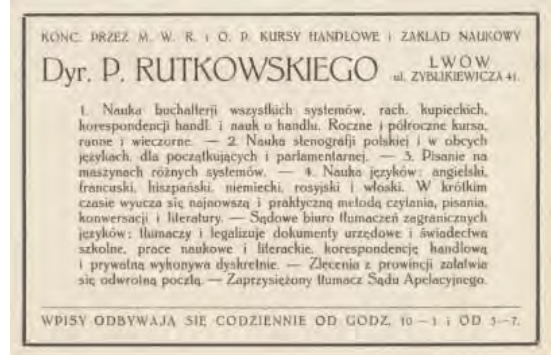 KONC. PRZEZ M. W. R. i O. P. KURSY HANDLOWE i ZAKŁAD NAUKOWY
Dyr. P. RUTKOWSKIEGO LWÓW
ul. ZYBLIKIEWICZA 41.
1. Nauka buchalterji wszystkich systemów, rach. kupieckich,
korespondencji handl. i nauk o handlu. Roczne i półroczne kursa,
ranne i wieczorne. — 2. Nauka stenografji polskiej i w obcych
językach, dla początkujących i parlamentarnej. — 3. Pisanie na
maszynach różnych systemów. — 4. Nauka języków: angielski,
francuski, hiszpański, niemiecki, rosyjski i włoski. W krótkim
czasie wyucza się najnowszą i praktyczną metodą czytania, pisania,
konwersacji i literatury. — Sądowe biuro tłumaczeń zagranicznych
języków: tłumaczy i legalizuje dokumenty urzędowe i świadectwa
szkolne, prace naukowe i literackie, korespondencję handlową
i prywatną wykonywa dyskretnie. — Zlecenia z prowincji załatwia
się odwrotną pocztą. — Zaprzysiężony tłumacz Sądu Apelacyjnego.
WPISY ODBYWAJĄ SIĘ CODZIENNIE OD GODZ. 10—1 i OD 5—7.